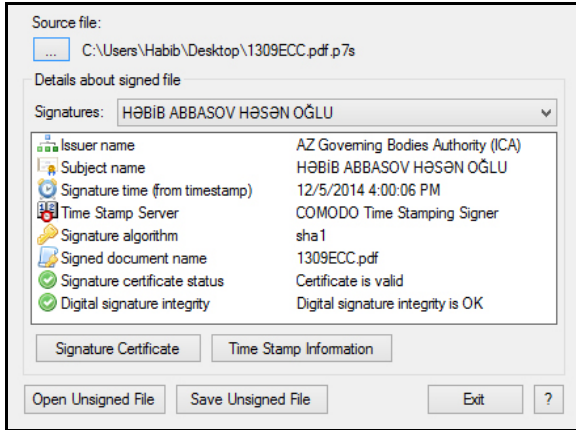 Source file:
... C:\Users\Habib\Desktop\1309ECC.pdf.p7s
Details about signed file
Signatures: HƏBİB ABBASOV HƏSƏN OĞLU
Issuer name AZ Governing Bodies Authority (ICA)
Subject name HƏBİB ABBASOV HƏSƏN OĞLU
Signature time (from timestamp) 12/5/2014 4:00:06 PM
Time Stamp Server COMODO Time Stamping Signer
Signature algorithm sha1
Signed document name 1309ECC.pdf
Signature certificate status Certificate is valid
Digital signature integrity Digital signature integrity is OK
Signature Certificate Time Stamp Information
Open Unsigned File Save Unsigned File Exit ?